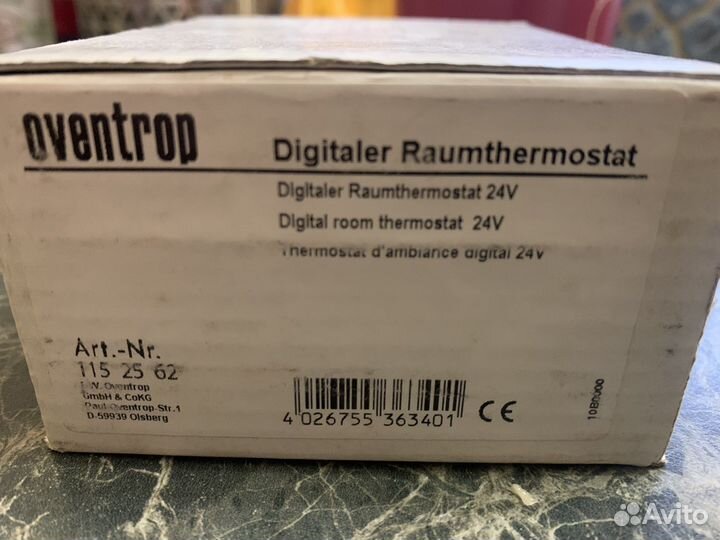 oventrop
Digitaler Raumthermostat
Digitaler Raumthermostat 24V
Digital room thermostat 24V
Thermostat d'ambiance digital 24V
Art.-Nr.
115 25 62
F.W. Oventrop
GmbH & CoKG
Paul-Oventrop-Str.1
D-59939 Olsberg
4 026755 363401
CE
10B0000
Avito